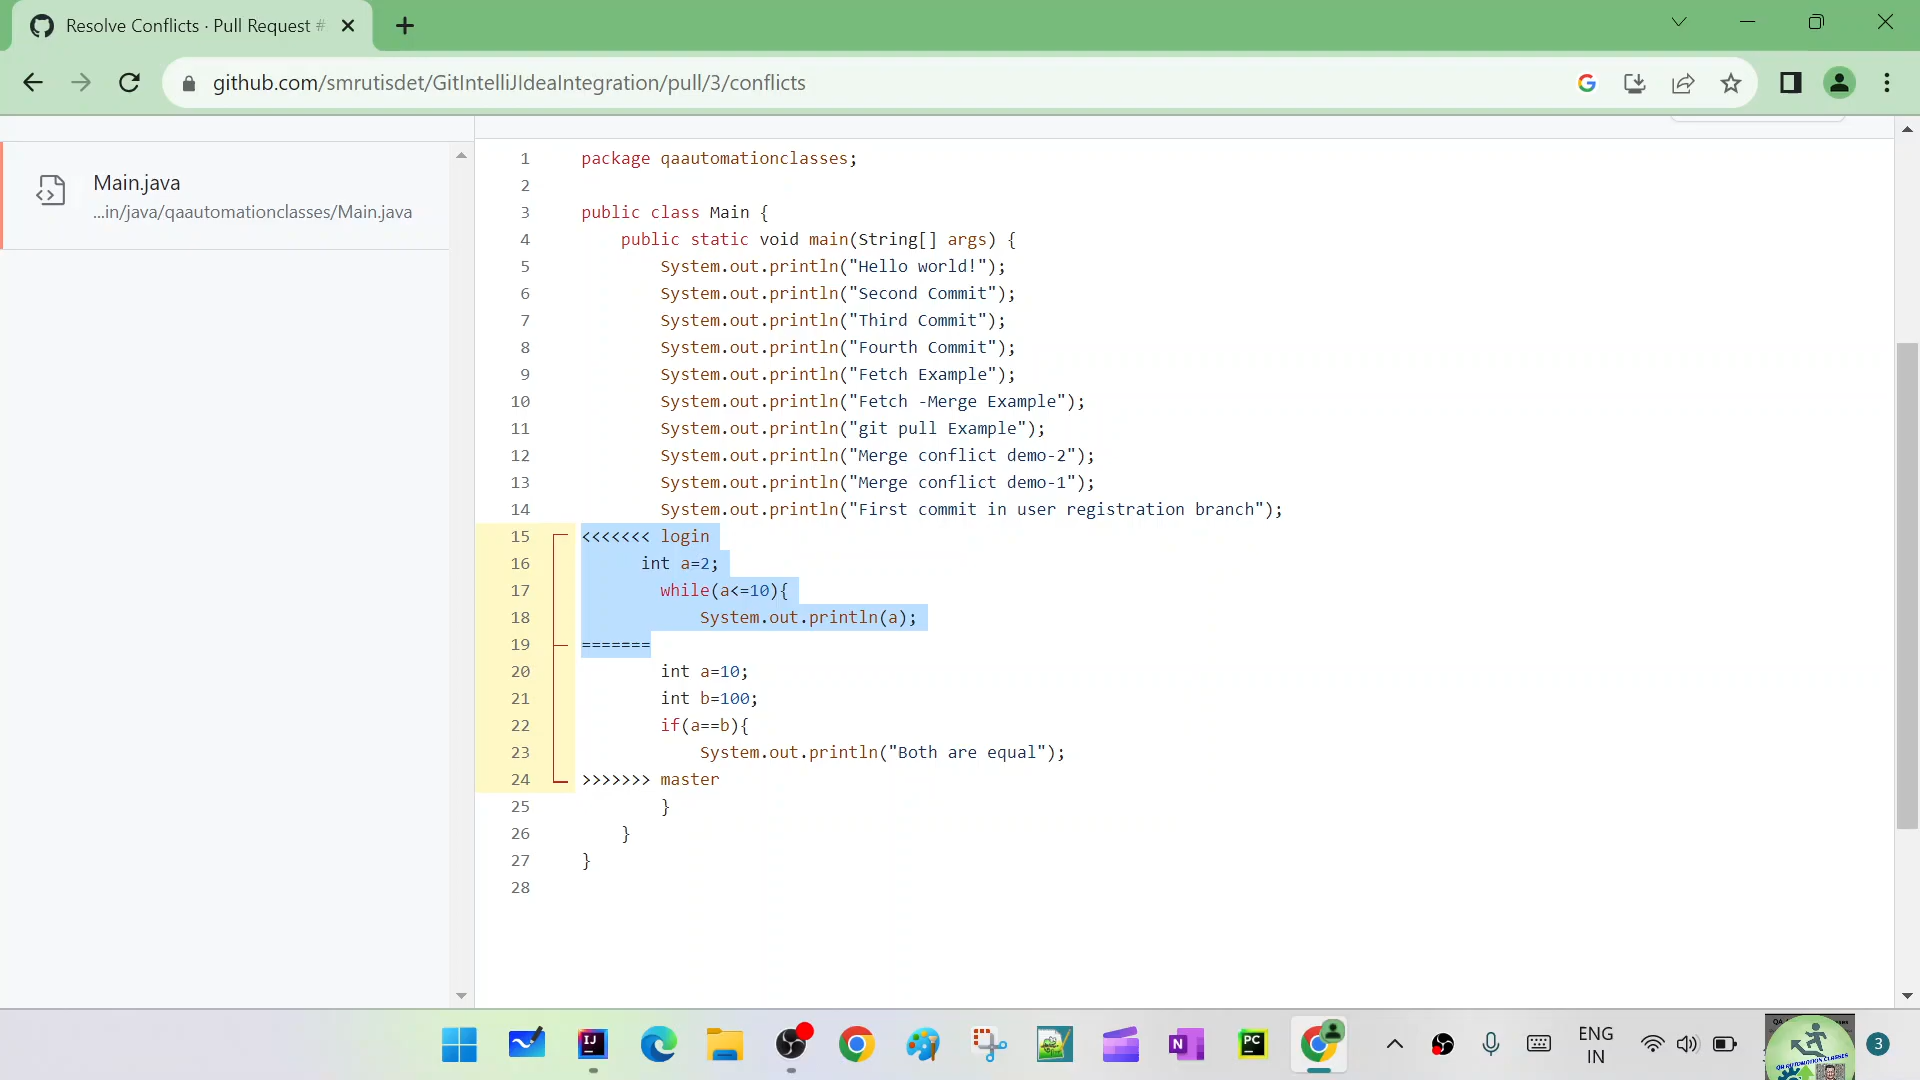 Resolve Conflicts · Pull Request #
github.com/smrutisdet/GitIntelliJIdeaIntegration/pull/3/conflicts
Main.java
...in/java/qaautomationclasses/Main.java
1 package qaautomationclasses;
2
3 public class Main {
4 public static void main(String[] args) {
5 System.out.println("Hello world!");
6 System.out.println("Second Commit");
7 System.out.println("Third Commit");
8 System.out.println("Fourth Commit");
9 System.out.println("Fetch Example");
10 System.out.println("Fetch -Merge Example");
11 System.out.println("git pull Example");
12 System.out.println("Merge conflict demo-2");
13 System.out.println("Merge conflict demo-1");
14 System.out.println("First commit in user registration branch");
15 <<<<<<< login
16 int a=2;
17 while(a<=10){
18 System.out.println(a);
19 =======
20 int a=10;
21 int b=100;
22 if(a==b){
23 System.out.println("Both are equal");
24 >>>>>>> master
25 }
26 }
27 }
28
IJ
N
PC
ENG
IN
QA AUTOMATION CLASSES
3